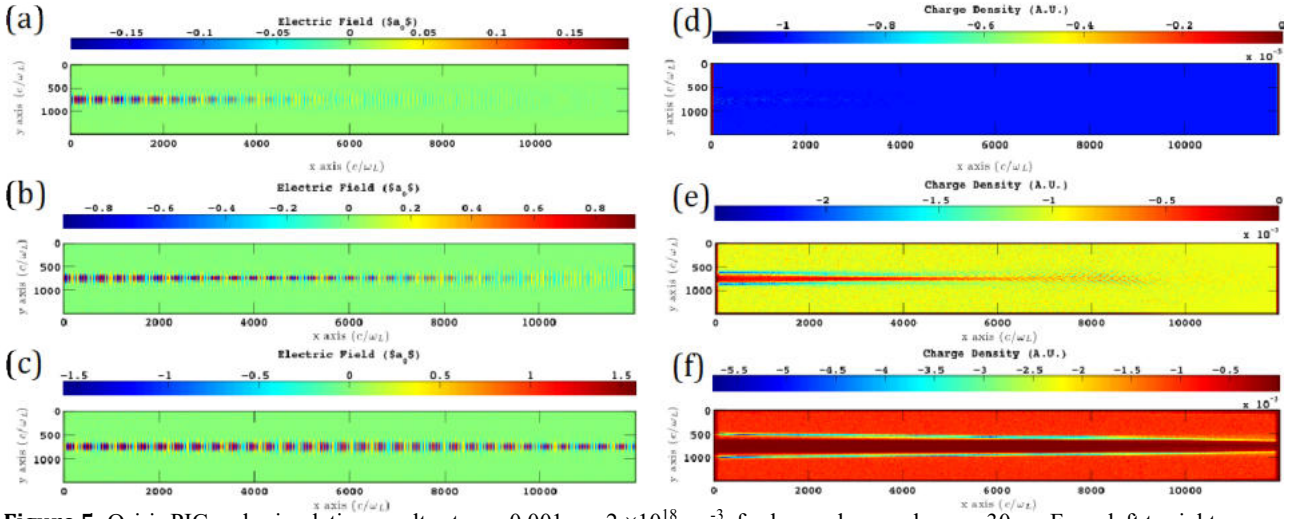 (a)
Electric Field ($a_0$)
-0.15 -0.1 -0.05 0 0.05 0.1 0.15
0
500
1000
y axis (c/ω_L)
0 2000 4000 6000 8000 10000
x axis (c/ω_L)
(b)
Electric Field ($a_0$)
-0.8 -0.6 -0.4 -0.2 0 0.2 0.4 0.6 0.8
0
500
1000
y axis (c/ω_L)
0 2000 4000 6000 8000 10000
x axis (c/ω_L)
(c)
Electric Field ($a_0$)
-1.5 -1 -0.5 0 0.5 1 1.5
0
500
1000
y axis (c/ω_L)
0 2000 4000 6000 8000 10000
x axis (c/ω_L)
(d)
Charge Density (A.U.)
-1 -0.8 -0.6 -0.4 -0.2 0
0
500
1000
y axis (c/ω_L)
0 2000 4000 6000 8000 10000
x axis (c/ω_L)
(e)
Charge Density (A.U.)
-2 -1.5 -1 -0.5 0
x 10^-3
0
500
1000
y axis (c/ω_L)
0 2000 4000 6000 8000 10000
x axis (c/ω_L)
(f)
Charge Density (A.U.)
-5.5 -5 -4.5 -4 -3.5 -3 -2.5 -2 -1.5 -1 -0.5
x 10^-3
0
500
1000
y axis (c/ω_L)
0 2000 4000 6000 8000 10000
x axis (c/ω_L)